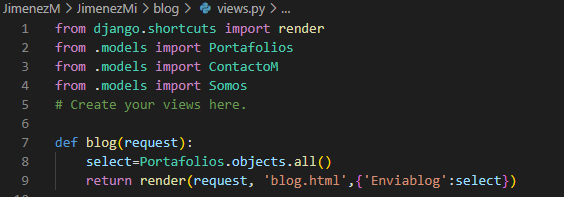 JimenezM > JimenezMi > blog > views.py > ...
1 from django.shortcuts import render
2 from .models import Portafolios
3 from .models import ContactoM
4 from .models import Somos
5 # Create your views here.
6
7 def blog(request):
8     select=Portafolios.objects.all()
9     return render(request, 'blog.html',{'Enviablog':select})